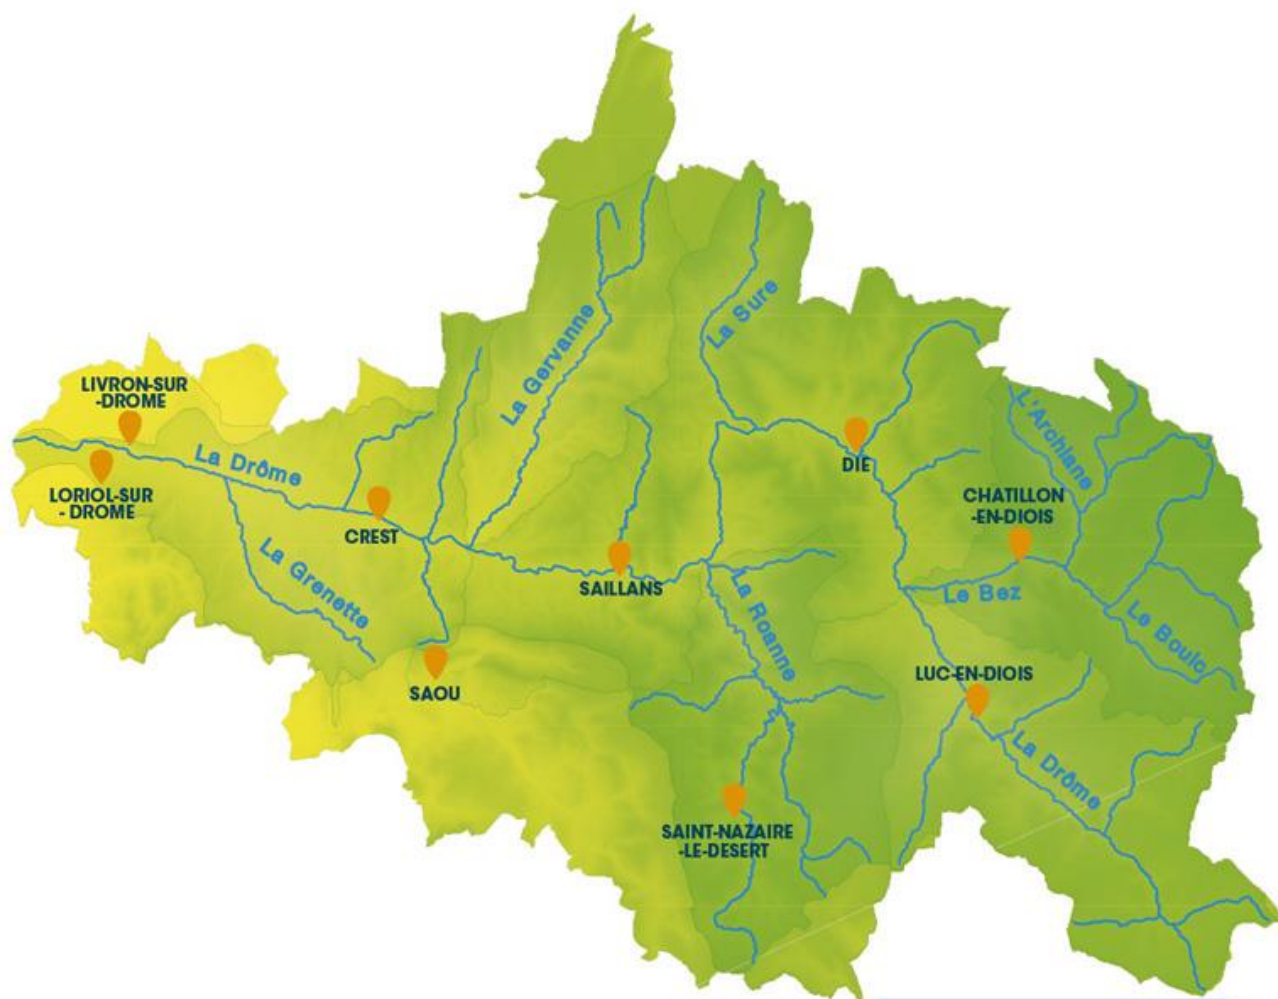 La Sure
La Gervanne
LIVRON-SUR
-DROME
L'Archiane
La Drôme
DIE
LORIOL-SUR
- DROME
CHATILLON
-EN-DIOIS
CREST
La Grenette
SAILLANS
La Roanne
Le Bez
Le Boulc
LUC-EN-DIOIS
SAOU
La Drôme
SAINT-NAZAIRE
-LE-DESERT